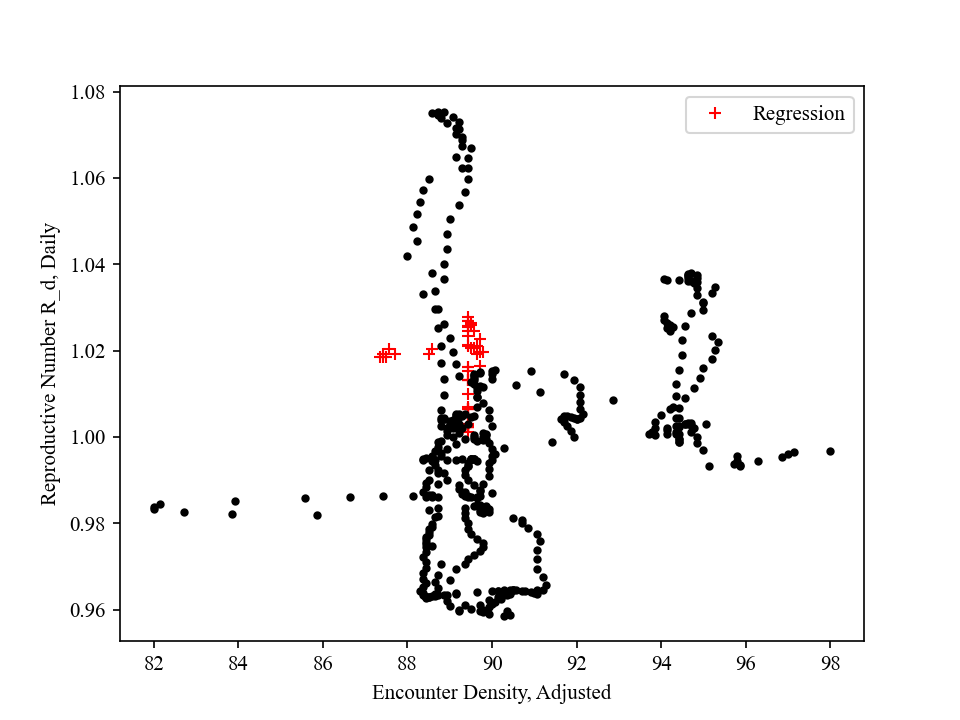 1.08
1.06
1.04
1.02
1.00
0.98
0.96
Reproductive Number R_d, Daily
Regression
82 84 86 88 90 92 94 96 98
Encounter Density, Adjusted